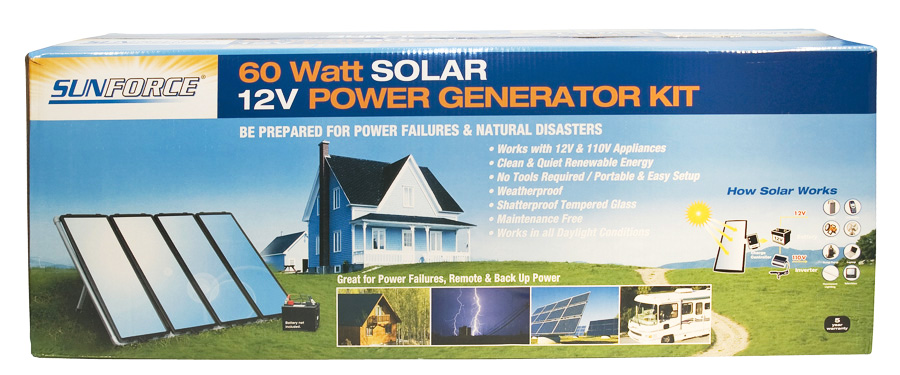 SUNFORCE®
60 Watt SOLAR
12V POWER GENERATOR KIT
BE PREPARED FOR POWER FAILURES & NATURAL DISASTERS
• Works with 12V & 110V Appliances
• Clean & Quiet Renewable Energy
• No Tools Required / Portable & Easy Setup
• Weatherproof
• Shatterproof Tempered Glass
• Maintenance Free
• Works in all Daylight Conditions
How Solar Works
12V
110V
Inverter
Great for Power Failures, Remote & Back Up Power
Battery not
included.
5
year
warranty